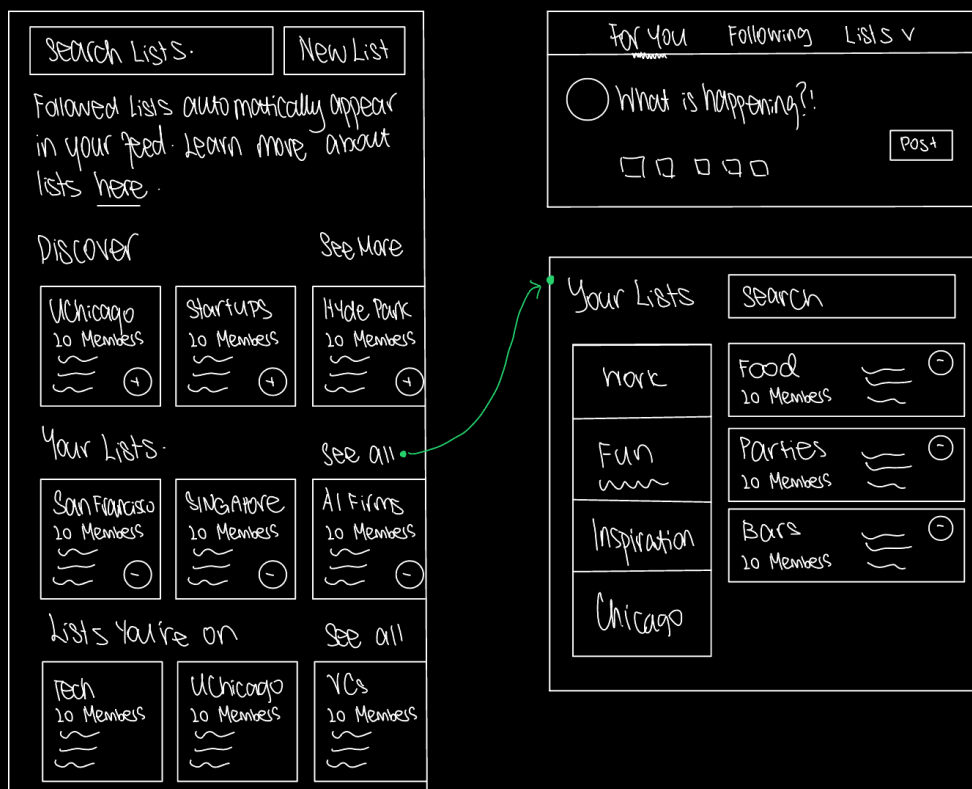 Search Lists.
New List
Followed Lists automatically appear
in your feed. Learn more about
lists here.
Discover
See More
UChicago
20 Members
Startups
20 Members
Hyde Park
20 Members
Your Lists.
See all
San Francisco
20 Members
SINGAPORE
20 Members
AI Firms
20 Members
Lists You're on
See all
Tech
20 Members
UChicago
20 Members
VCs
20 Members
For you
Following
Lists v
What is happening?!
Post
Your Lists
Search
Work
Fun
Inspiration
Chicago
Food
20 Members
Parties
20 Members
Bars
20 Members